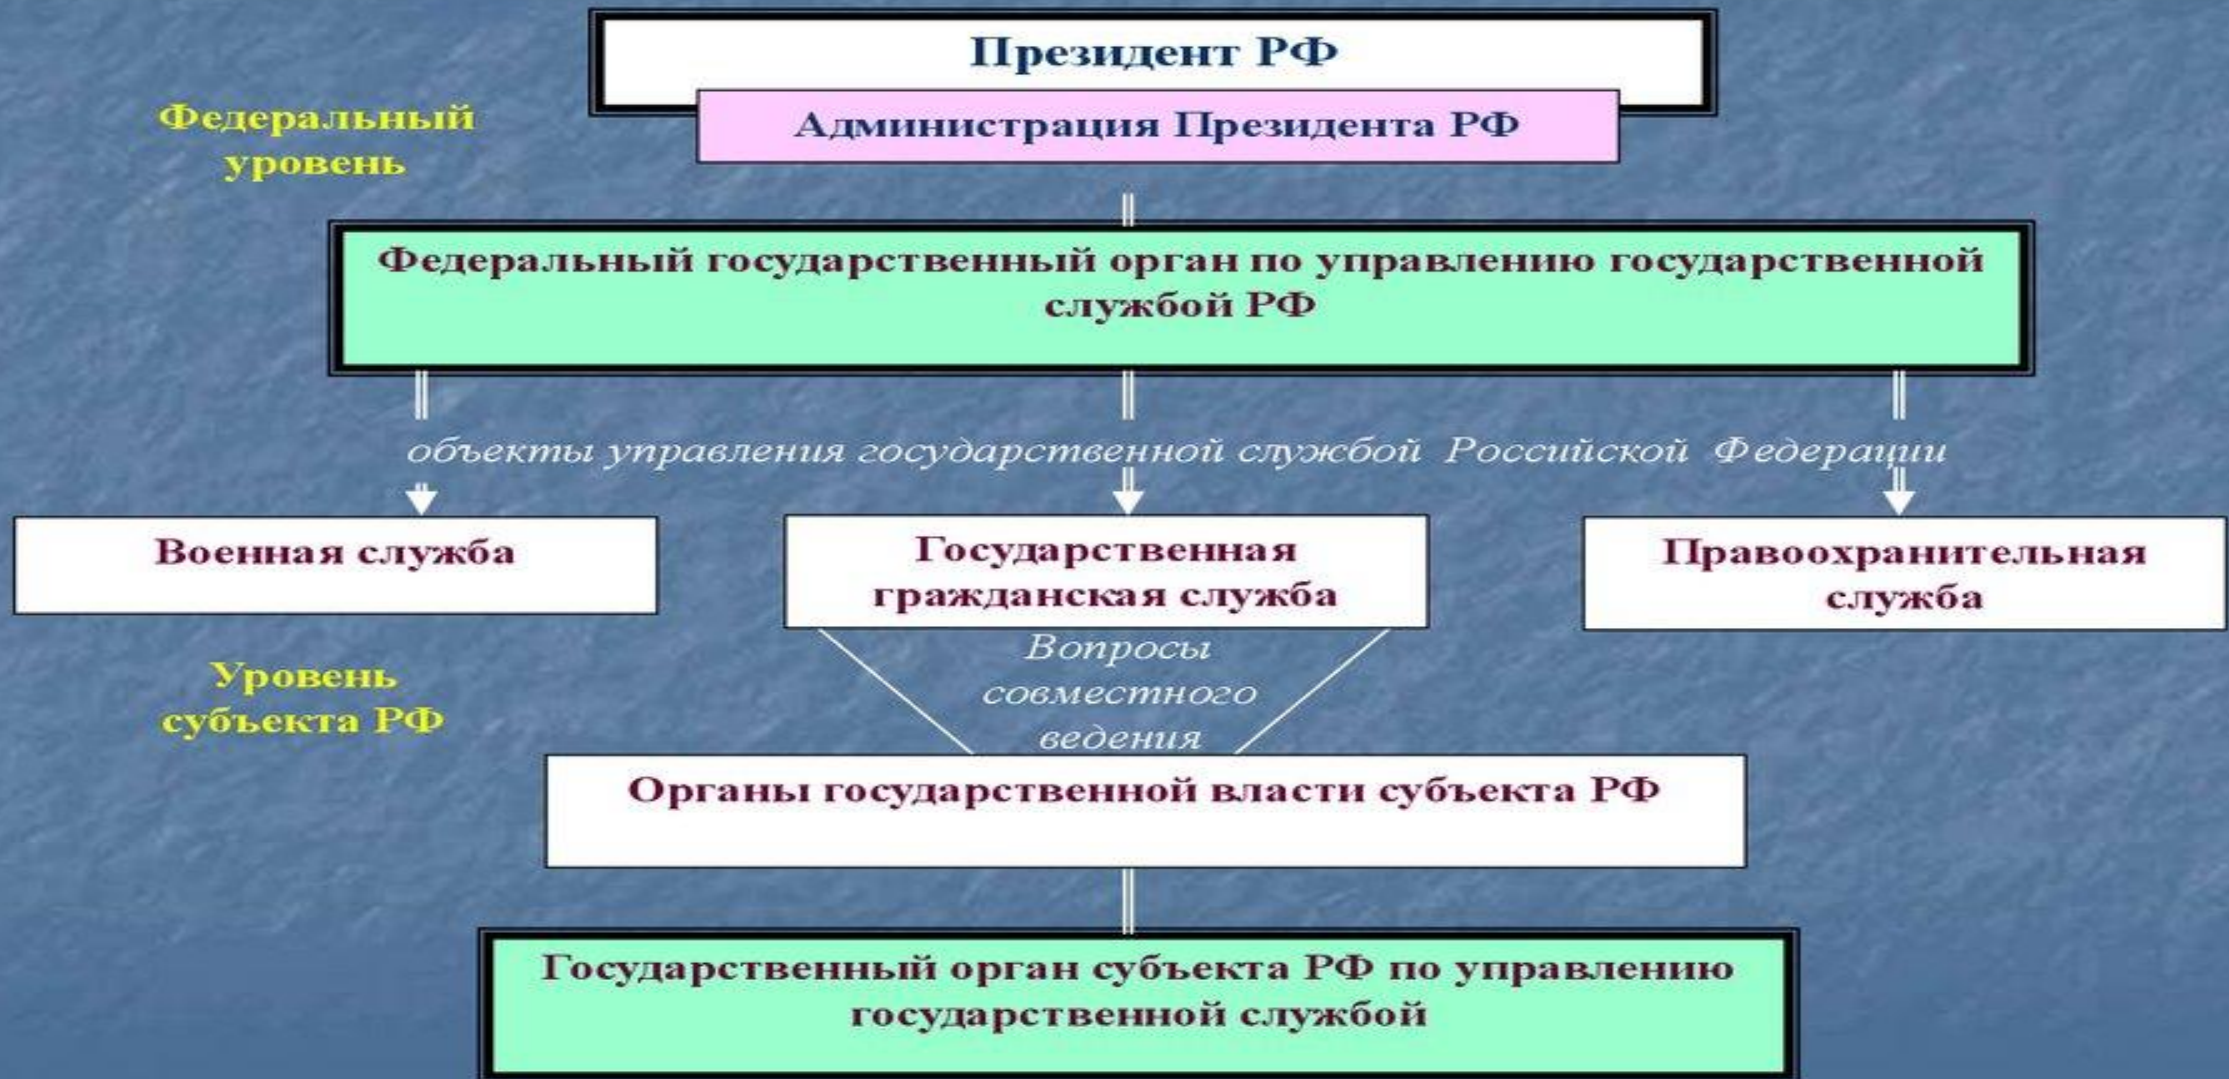 Президент РФ
Администрация Президента РФ
Федеральный
уровень
Федеральный государственный орган по управлению государственной
службой РФ
объекты управления государственной службой Российской Федерации
Военная служба
Государственная
гражданская служба
Правоохранительная
служба
Вопросы
совместного
ведения
Уровень
субъекта РФ
Органы государственной власти субъекта РФ
Государственный орган субъекта РФ по управлению
государственной службой